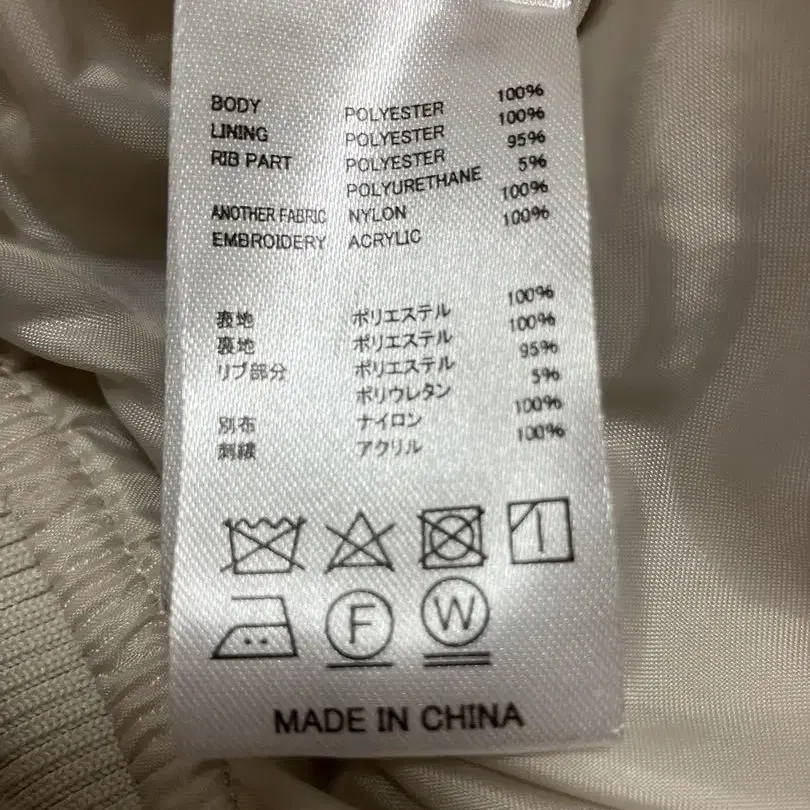 BODY POLYESTER 100%
LINING POLYESTER 100%
RIB PART POLYESTER 95%
POLYURETHANE 5%
ANOTHER FABRIC NYLON 100%
EMBROIDERY ACRYLIC 100%
表地 ポリエステル 100%
裏地 ポリエステル 100%
リブ部分 ポリエステル 95%
ポリウレタン 5%
別布 ナイロン 100%
刺繍 アクリル 100%
F W
MADE IN CHINA